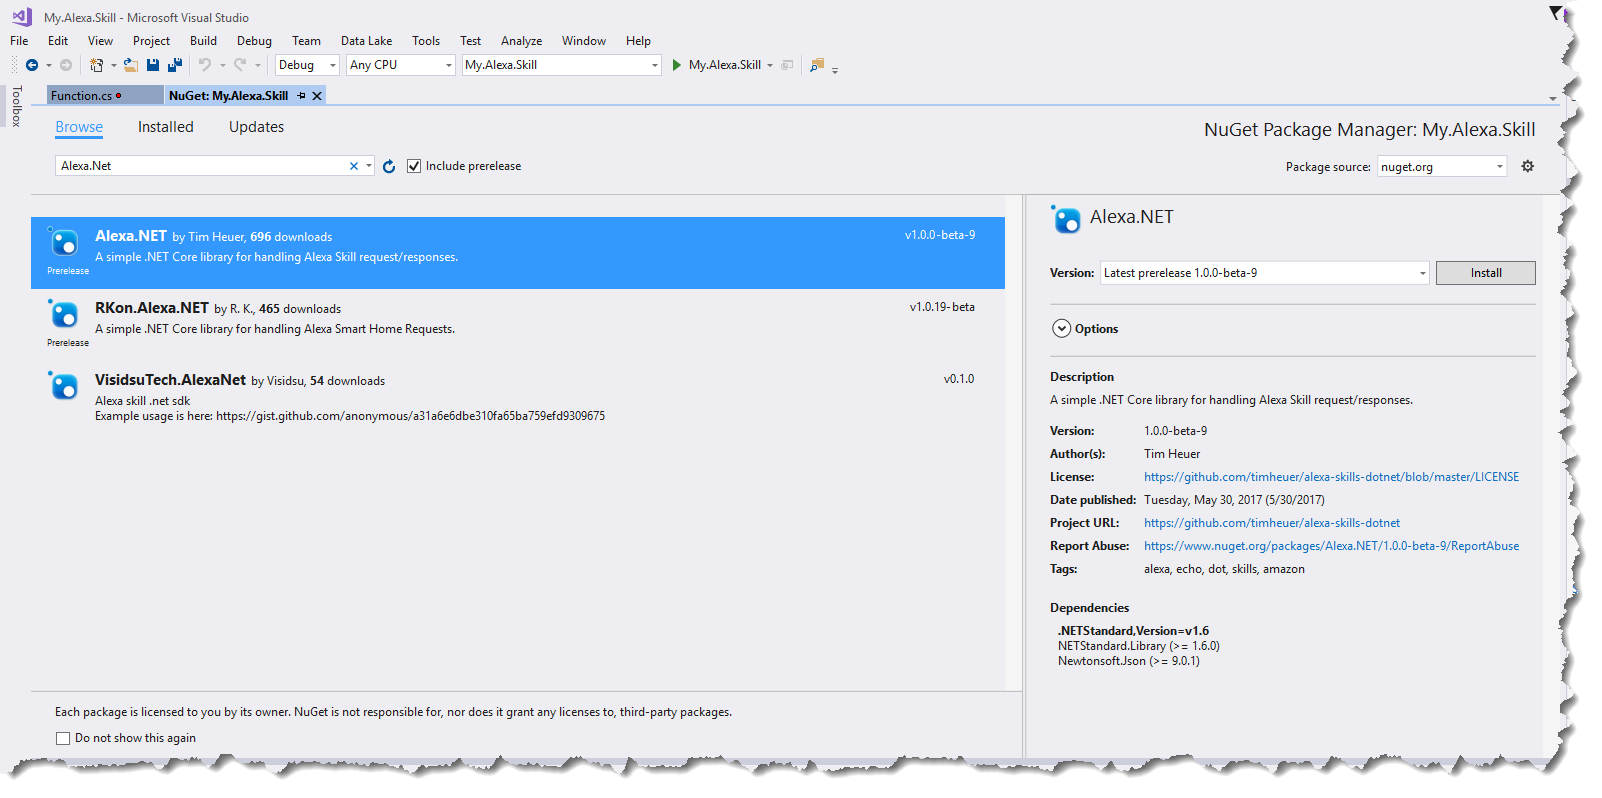 My.Alexa.Skill - Microsoft Visual Studio
File Edit View Project Build Debug Team Data Lake Tools Test Analyze Window Help
Debug Any CPU My.Alexa.Skill My.Alexa.Skill
Toolbox
Function.cs NuGet: My.Alexa.Skill
Browse Installed Updates
NuGet Package Manager: My.Alexa.Skill
Alexa.Net Include prerelease
Package source: nuget.org
Alexa.NET by Tim Heuer, 696 downloads v1.0.0-beta-9
A simple .NET Core library for handling Alexa Skill request/responses.
Prerelease
RKon.Alexa.NET by R. K., 465 downloads v1.0.19-beta
A simple .NET Core library for handling Alexa Smart Home Requests.
Prerelease
VisidsuTech.AlexaNet by Visidsu, 54 downloads v0.1.0
Alexa skill .net sdk
Example usage is here: https://gist.github.com/anonymous/a31a6e6dbe310fa65ba759efd9309675
Each package is licensed to you by its owner. NuGet is not responsible for, nor does it grant any licenses to, third-party packages.
Do not show this again
Alexa.NET
Version: Latest prerelease 1.0.0-beta-9 Install
Options
Description
A simple .NET Core library for handling Alexa Skill request/responses.
Version: 1.0.0-beta-9
Author(s): Tim Heuer
License: https://github.com/timheuer/alexa-skills-dotnet/blob/master/LICENSE
Date published: Tuesday, May 30, 2017 (5/30/2017)
Project URL: https://github.com/timheuer/alexa-skills-dotnet
Report Abuse: https://www.nuget.org/packages/Alexa.NET/1.0.0-beta-9/ReportAbuse
Tags: alexa, echo, dot, skills, amazon
Dependencies
.NETStandard,Version=v1.6
NETStandard.Library (>= 1.6.0)
Newtonsoft.Json (>= 9.0.1)